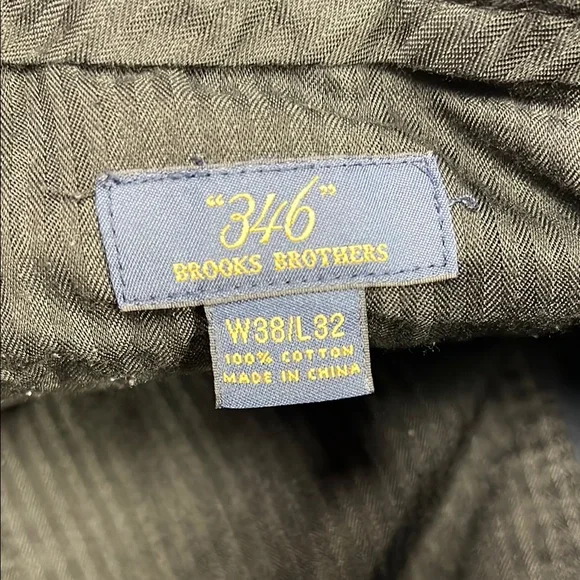 "346"
BROOKS BROTHERS
W38/L32
100% COTTON
MADE IN CHINA